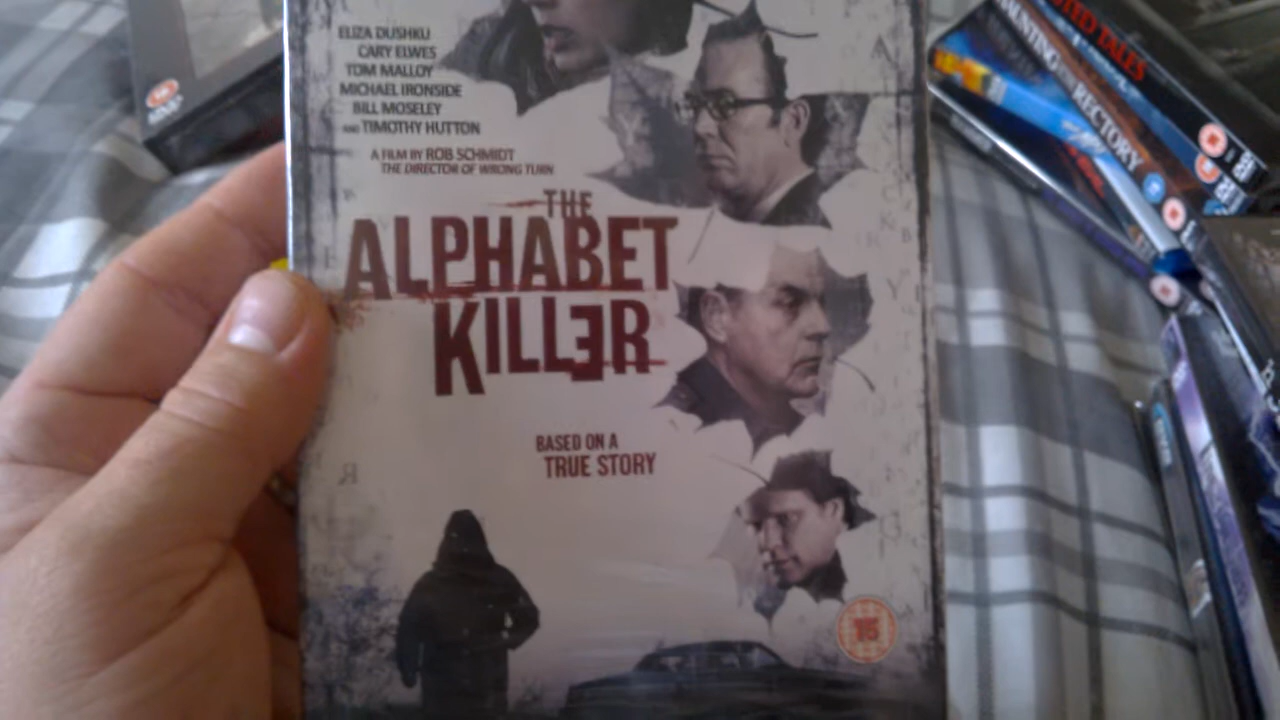 ELIZA DUSHKU
CARY ELWES
TOM MALLOY
MICHAEL IRONSIDE
BILL MOSELEY
AND TIMOTHY HUTTON
A FILM BY ROB SCHMIDT
THE DIRECTOR OF WRONG TURN
THE
ALPHABET
KILLER
BASED ON A
TRUE STORY
15
RECTORY
TALES